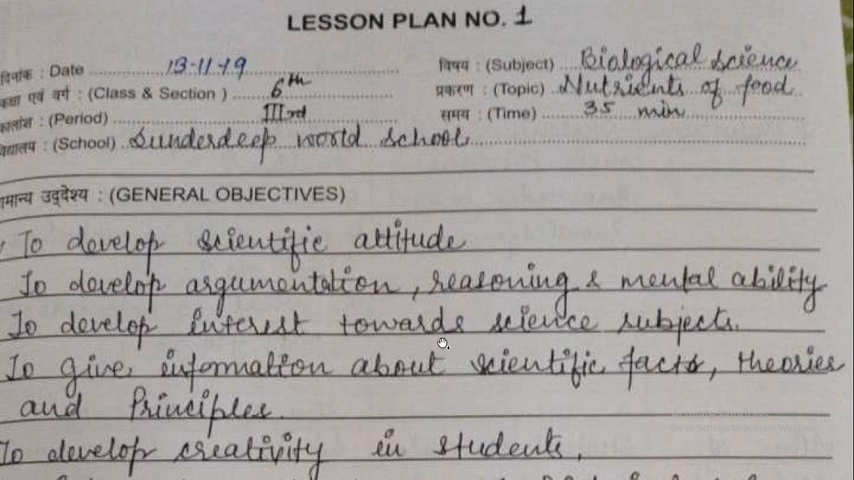 LESSON PLAN NO. 1
दिनांक : Date 13-11-19 विषय : (Subject) Biological science
कक्षा एवं वर्ग : (Class & Section) 6th प्रकरण : (Topic) Nutrients of food
कालांश : (Period) IIIrd समय : (Time) 35 min
विद्यालय : (School) Sunderdeep world school
मान्य उद्देश्य : (GENERAL OBJECTIVES)
To develop scientific attitude
To develop argumentation, reasoning & mental ability
To develop interest towards science subjects.
To give information about scientific facts, theories
and Principles.
To develop creativity in students.